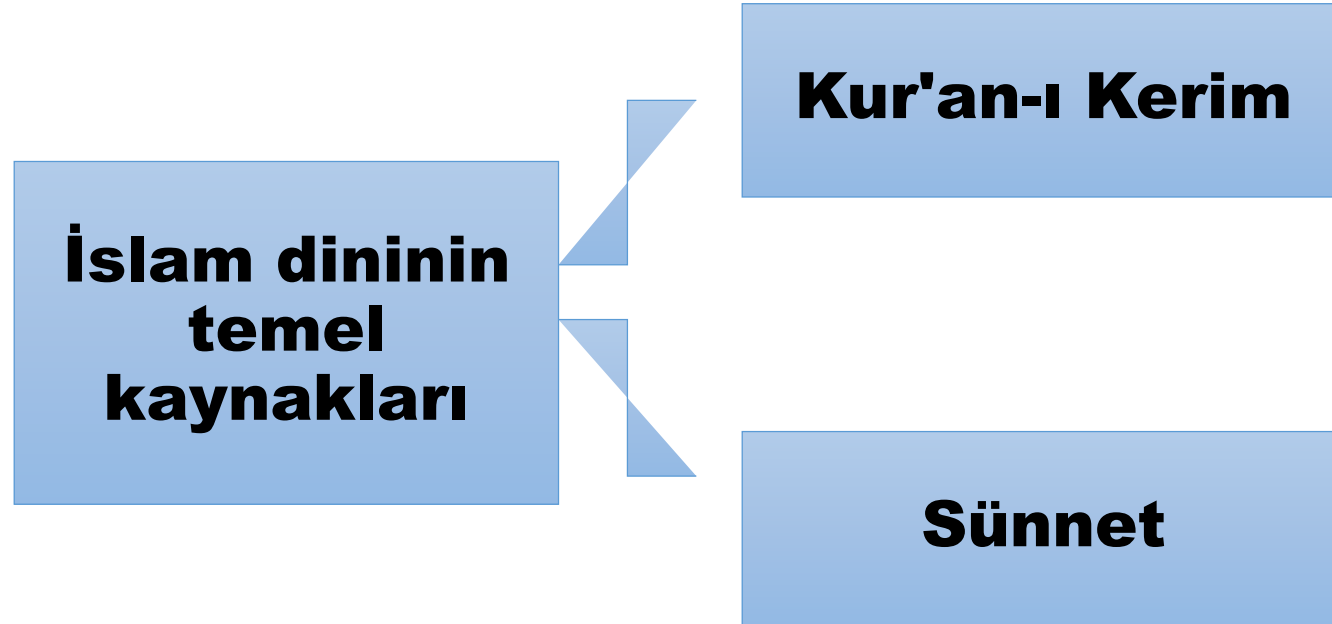 İslam dininin
temel
kaynakları
Kur'an-ı Kerim
Sünnet